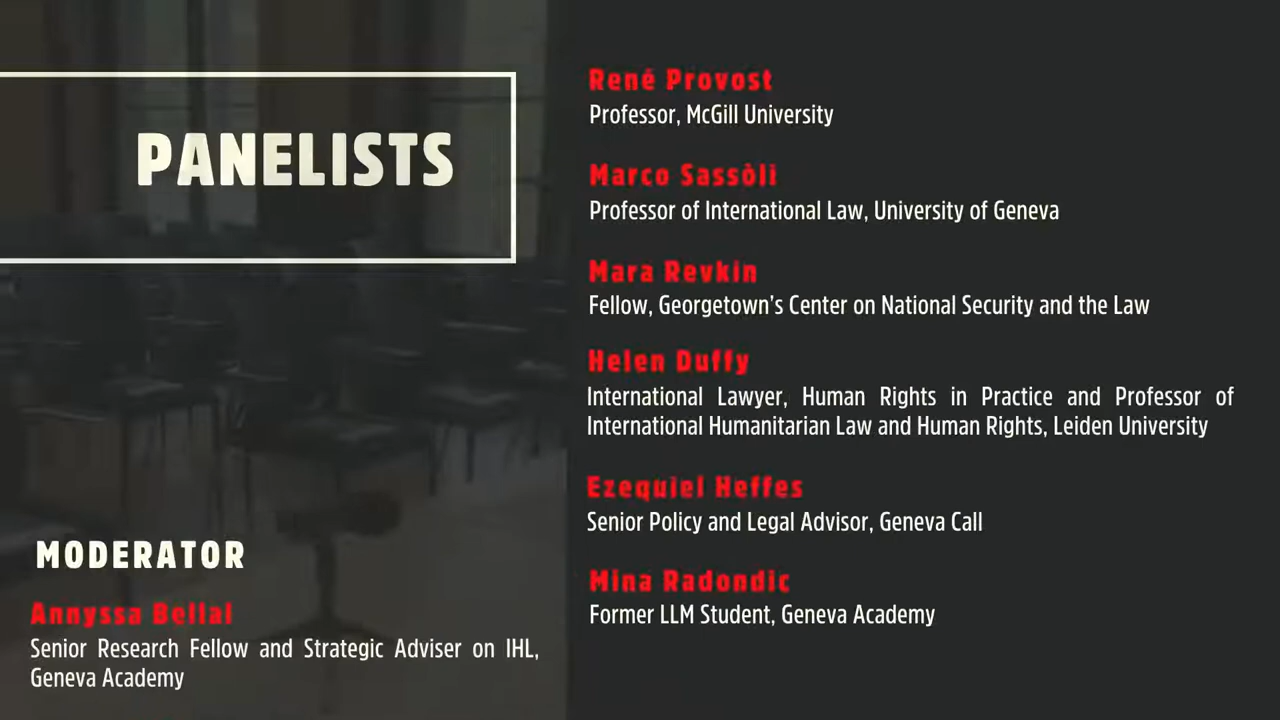 PANELISTS
René Provost
Professor, McGill University
Marco Sassòli
Professor of International Law, University of Geneva
Mara Revkin
Fellow, Georgetown's Center on National Security and the Law
Helen Duffy
International Lawyer, Human Rights in Practice and Professor of
International Humanitarian Law and Human Rights, Leiden University
Ezequiel Heffes
Senior Policy and Legal Advisor, Geneva Call
Mina Radondic
Former LLM Student, Geneva Academy
MODERATOR
Annyssa Bellal
Senior Research Fellow and Strategic Adviser on IHL,
Geneva Academy